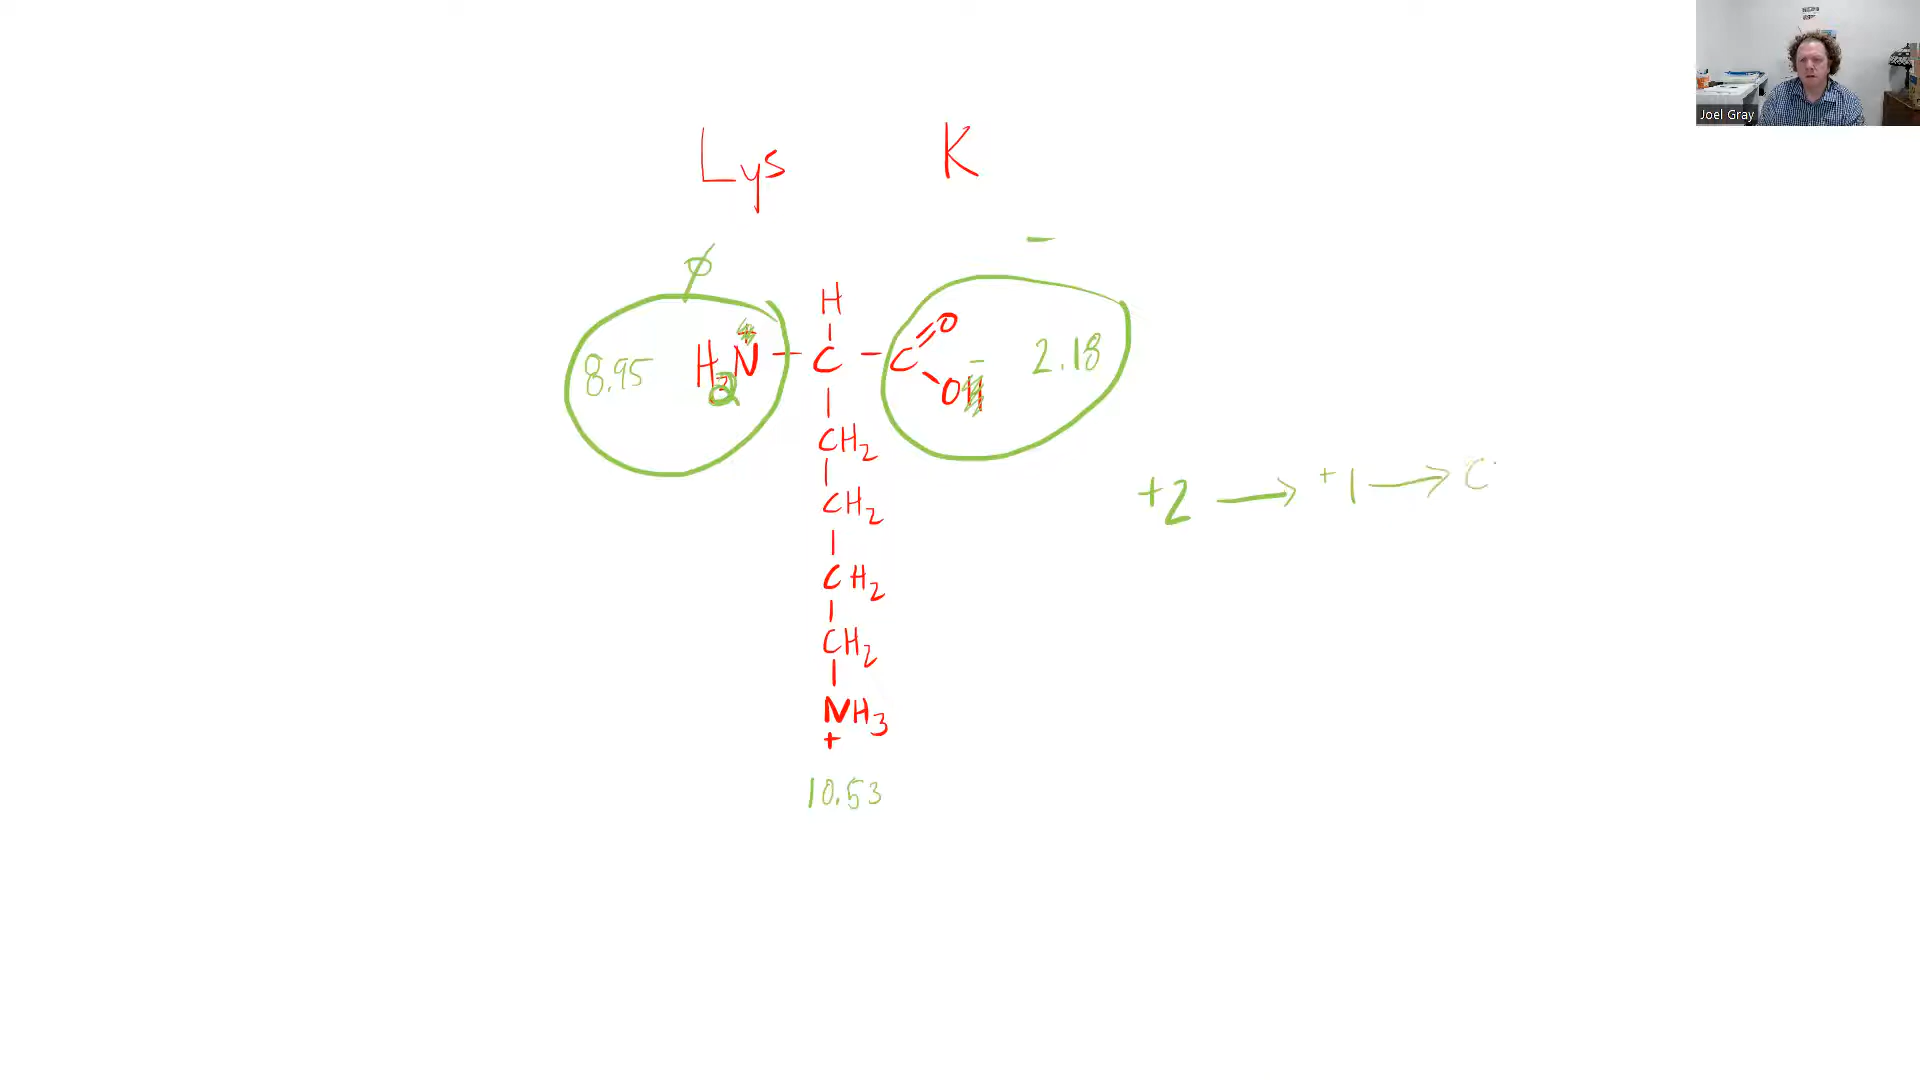 Joel Gray
Lys K
Ø −
H
8.95 H2N − C − C O OH − 2.18
CH2
+2 → +1 →
CH2
CH2
CH2
NH3
+
10.53